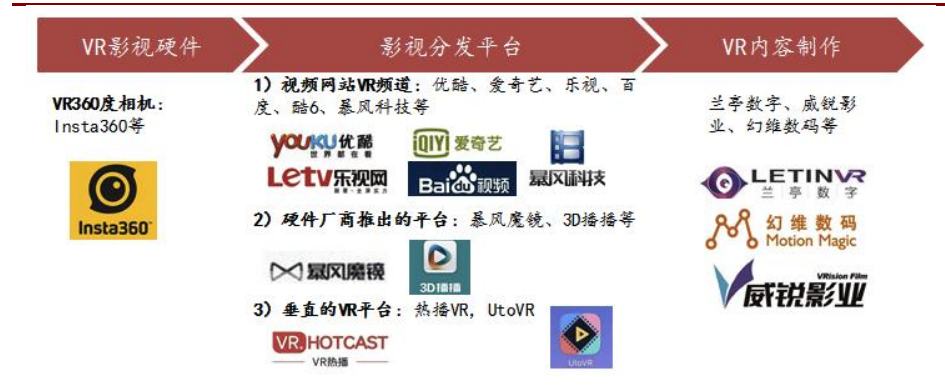 VR影视硬件
影视分发平台
VR内容制作
VR360度相机：
Insta360等
Insta360
1）视频网站VR频道：优酷、爱奇艺、乐视、百
度、酷6、暴风科技等
YOUKU优酷
世界都在看
iQIYI爱奇艺
Letv乐视网
Bai du 视频
暴风科技
2）硬件厂商推出的平台：暴风魔镜、3D播播等
暴风魔镜
3D播播
3）垂直的VR平台：热播VR，UtoVR
VR.HOTCAST
VR热播
UtoVR
兰亭数字、威锐影
业、幻维数码等
LETINVR
兰亭数字
幻维数码
Motion Magic
VRision Film
威锐影业